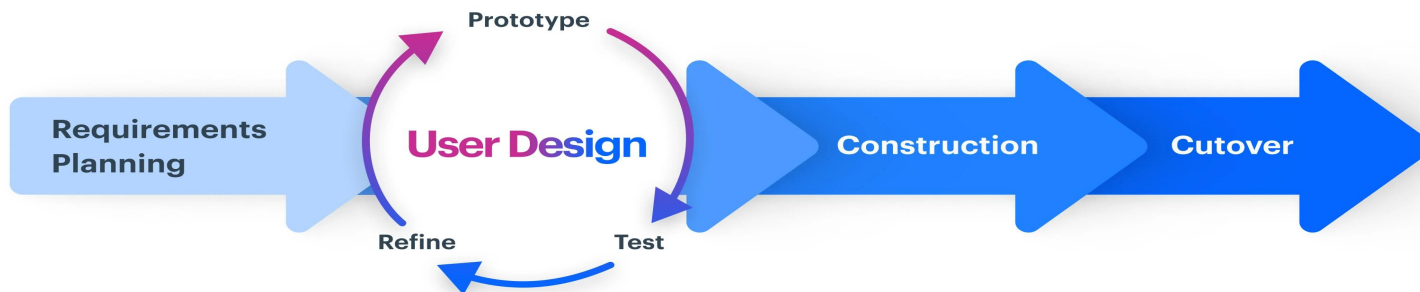 Prototype
Requirements
Planning
User Design
Construction
Cutover
Refine
Test